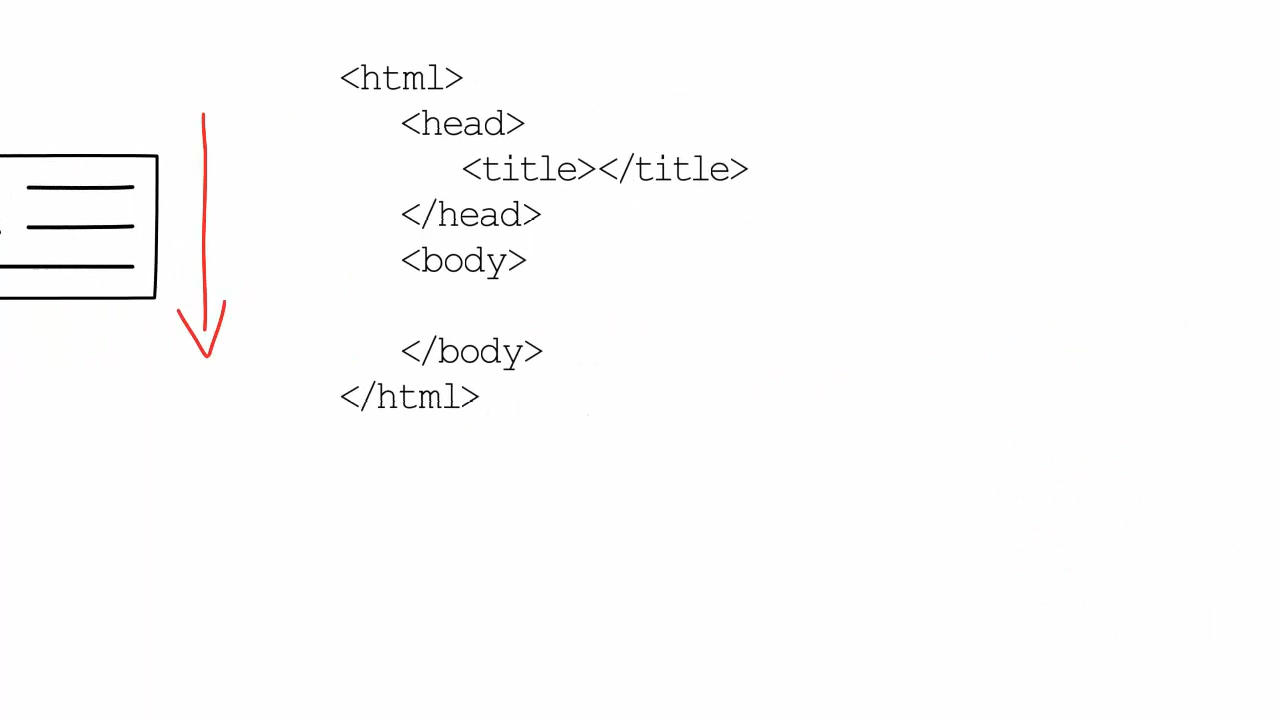 <html>
<head>
<title></title>
</head>
<body>
</body>
</html>